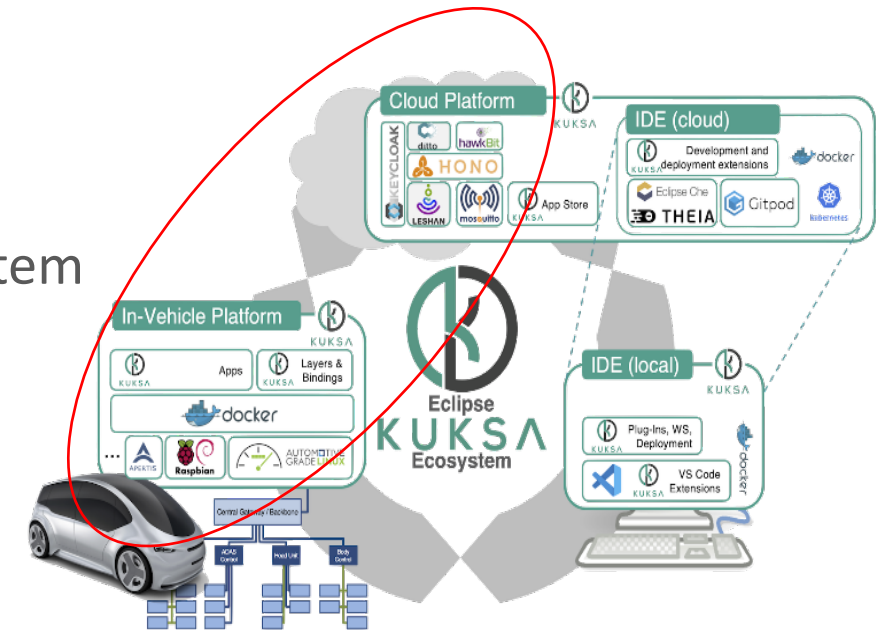 tem
Cloud Platform
KUKSA
KEYCLOAK
ditto
hawkBit
HONO
LESHAN
mosquitto
KUKSA
App Store
IDE (cloud)
KUKSA
Development and
deployment extensions
docker
Eclipse Che
THEIA
Gitpod
kubernetes
In-Vehicle Platform
KUKSA
KUKSA
Apps
KUKSA
Layers &
Bindings
docker
...
APERTIS
Raspbian
AUTOMOTIVE
GRADELINUX
Eclipse
KUKSA
Ecosystem
IDE (local)
KUKSA
KUKSA
Plug-Ins, WS,
Deployment
KUKSA
VS Code
Extensions
docker
Central Gateway / Backbone
ADAS
Control
Head Unit
Body
Control